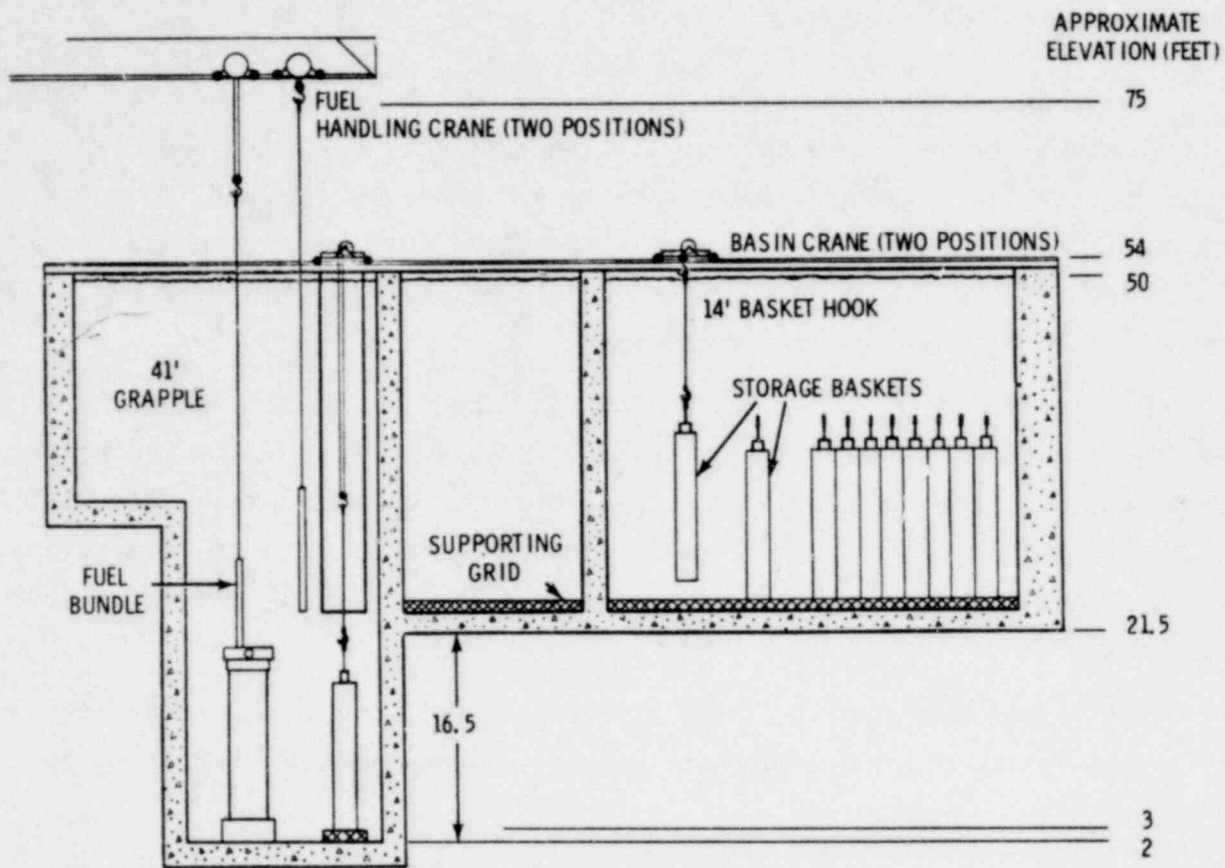 APPROXIMATE
ELEVATION (FEET)
FUEL
HANDLING CRANE (TWO POSITIONS)
75
BASIN CRANE (TWO POSITIONS)
54
50
14' BASKET HOOK
41'
GRAPPLE
STORAGE BASKETS
SUPPORTING
GRID
FUEL
BUNDLE
21.5
16.5
3
2